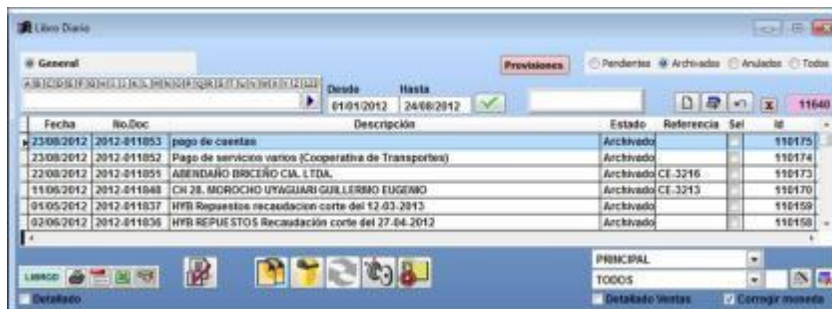 Libro Diario
General
Provisiones
Pendientes Archivados Anulados Todos
Desde Hasta
01/01/2012 24/08/2012
11640
Fecha No.Doc Descripción Estado Referencia Sel Id
23/08/2012 2012-011853 pago de cuentas Archivado 110175
23/08/2012 2012-011852 Pago de servicios varios (Cooperativa de Transportes) Archivado 110174
22/08/2012 2012-011851 ABENDAÑO BRICEÑO CIA. LTDA. Archivado CE-3216 110173
11/06/2012 2012-011848 CH 28. MOROCHO UYAGUARI GUILLERMO EUGENIO Archivado CE-3213 110170
01/05/2012 2012-011837 HYB Repuestos recaudacion corte del 12-03-2013 Archivado 110159
02/06/2012 2012-011836 HYB REPUESTOS Recaudación corte del 27-04-2012 Archivado 110158
PRINCIPAL
TODOS
Detallado
Detallado Ventas
Corregir moneda